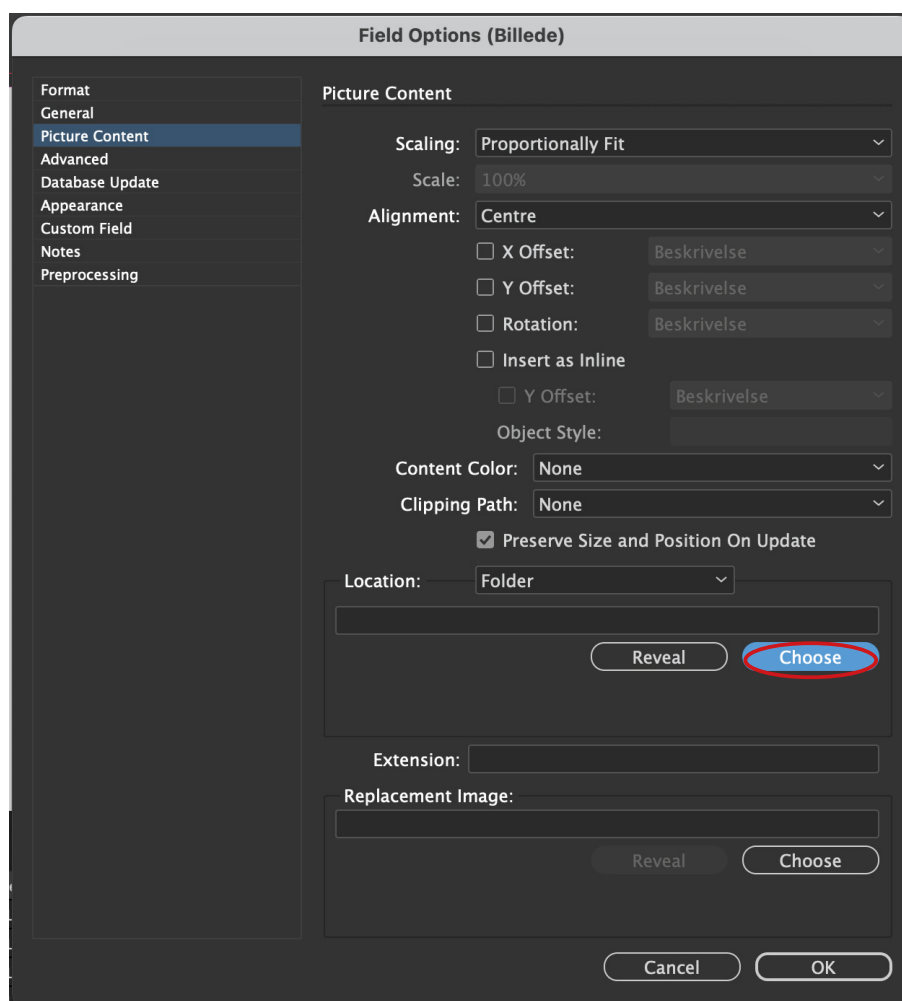 Field Options (Billede)
Format
General
Picture Content
Advanced
Database Update
Appearance
Custom Field
Notes
Preprocessing
Picture Content
Scaling: Proportionally Fit
Scale: 100%
Alignment: Centre
X Offset: Beskrivelse
Y Offset: Beskrivelse
Rotation: Beskrivelse
Insert as Inline
Y Offset: Beskrivelse
Object Style:
Content Color: None
Clipping Path: None
Preserve Size and Position On Update
Location: Folder
Reveal Choose
Extension:
Replacement Image:
Reveal Choose
Cancel OK